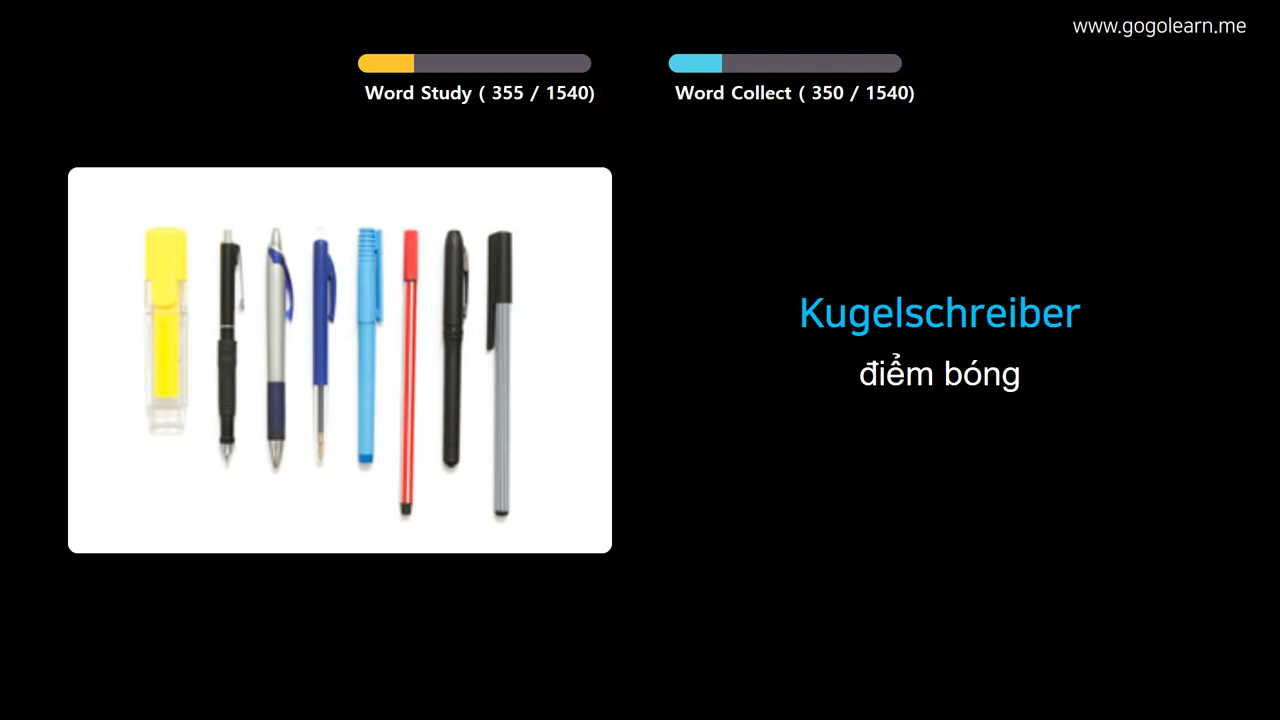 www.gogolearn.me
Word Study ( 355 / 1540)
Word Collect ( 350 / 1540)
Kugelschreiber
điểm bóng